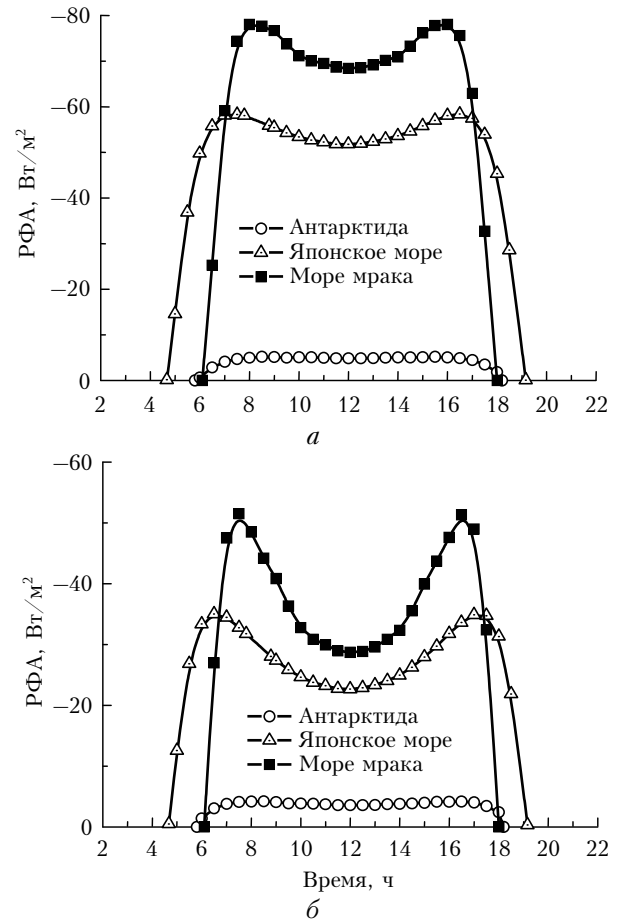 −80
−60
−40
−20
0
РФА, Вт/м²
Антарктида
Японское море
Море мрака
2 4 6 8 10 12 14 16 18 20 22
а
−60
−40
−20
0
РФА, Вт/м²
Антарктида
Японское море
Море мрака
2 4 6 8 10 12 14 16 18 20 22
Время, ч
б